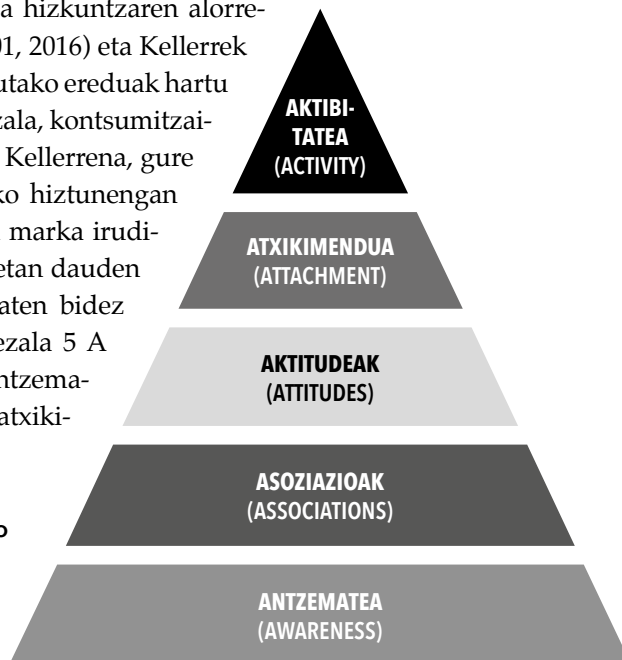 a hizkuntzaren alorre-
01, 2016) eta Kellerrek
utako ereduak hartu
zala, kontsumitzai-
Kellerrena, gure
ko hiztunengan
marka irudi-
etan dauden
aten bidez
ezala 5 A
ntzema-
atxiki-
AKTIBI-
TATEA
(ACTIVITY)
ATXIKIMENDUA
(ATTACHMENT)
AKTITUDEAK
(ATTITUDES)
ASOZIAZIOAK
(ASSOCIATIONS)
ANTZEMATEA
(AWARENESS)